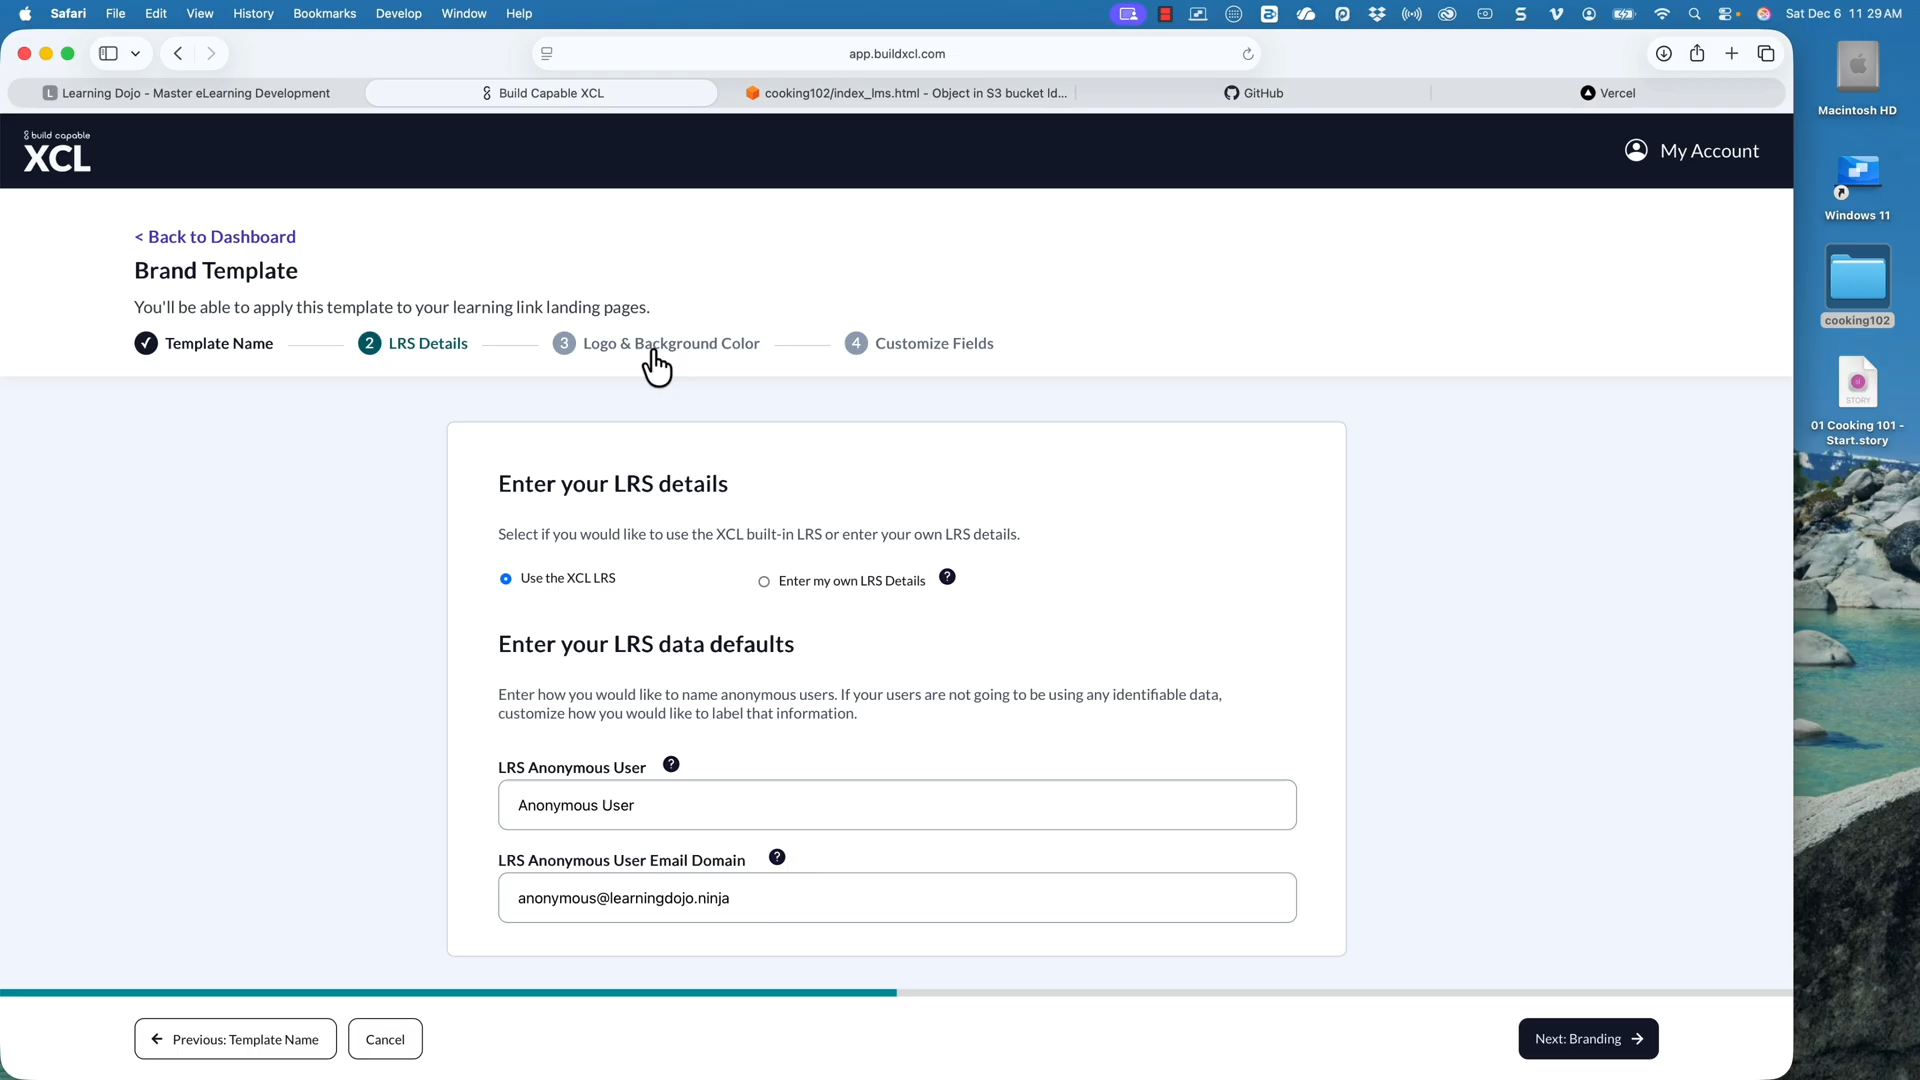 Safari File Edit View History Bookmarks Develop Window Help Sat Dec 6 11 29 AM
app.buildxcl.com
Learning Dojo - Master eLearning Development
Build Capable XCL
cooking102/index_lms.html - Object in S3 bucket ld...
GitHub
Vercel
build capable
XCL
My Account
< Back to Dashboard
Brand Template
You'll be able to apply this template to your learning link landing pages.
Template Name
2 LRS Details
3 Logo & Background Color
4 Customize Fields
Enter your LRS details
Select if you would like to use the XCL built-in LRS or enter your own LRS details.
Use the XCL LRS
Enter my own LRS Details ?
Enter your LRS data defaults
Enter how you would like to name anonymous users. If your users are not going to be using any identifiable data,
customize how you would like to label that information.
LRS Anonymous User ?
Anonymous User
LRS Anonymous User Email Domain ?
anonymous@learningdojo.ninja
Previous: Template Name
Cancel
Next: Branding
Macintosh HD
Windows 11
cooking102
STORY
01 Cooking 101 -
Start.story